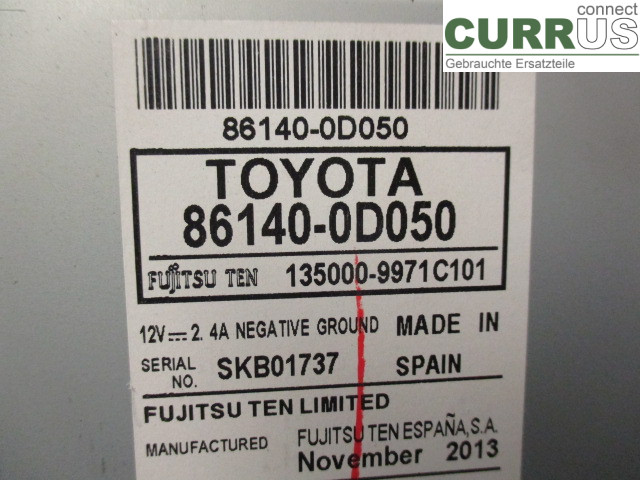 connect
CURRUS
Gebrauchte Ersatzteile
86140-0D050
TOYOTA
86140-0D050
FUJITSU TEN 135000-9971C101
12V⎓2.4A NEGATIVE GROUND MADE IN
SERIAL NO. SKB01737 SPAIN
FUJITSU TEN LIMITED
MANUFACTURED FUJITSU TEN ESPAÑA,S.A.
November 2013